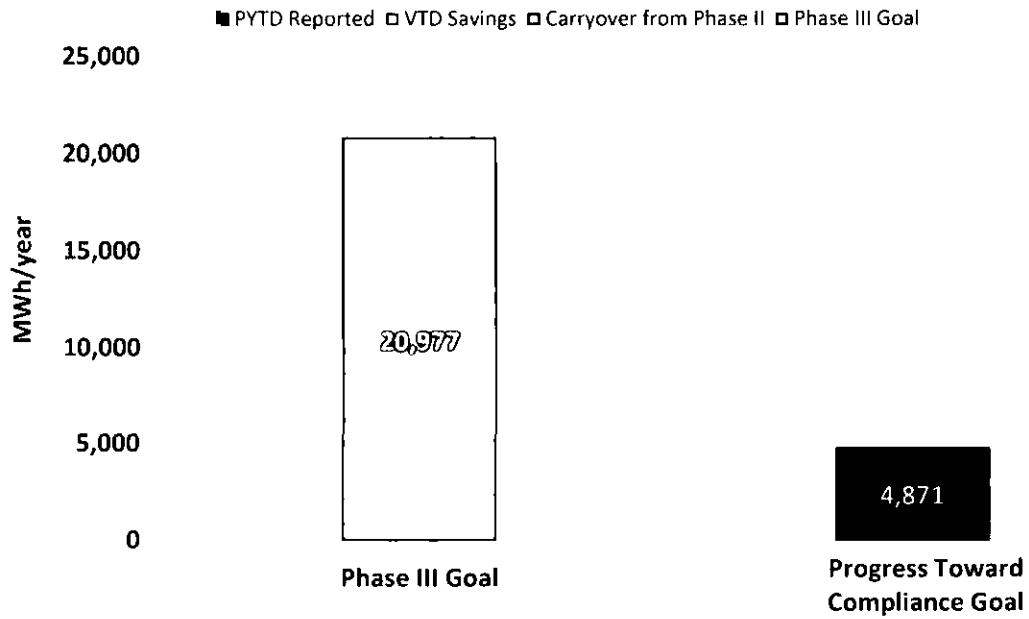 PYTD Reported VTD Savings Carryover from Phase II Phase III Goal
25,000
20,000
15,000
10,000
5,000
0
MWh/year
20,977
4,871
Phase III Goal
Progress Toward
Compliance Goal